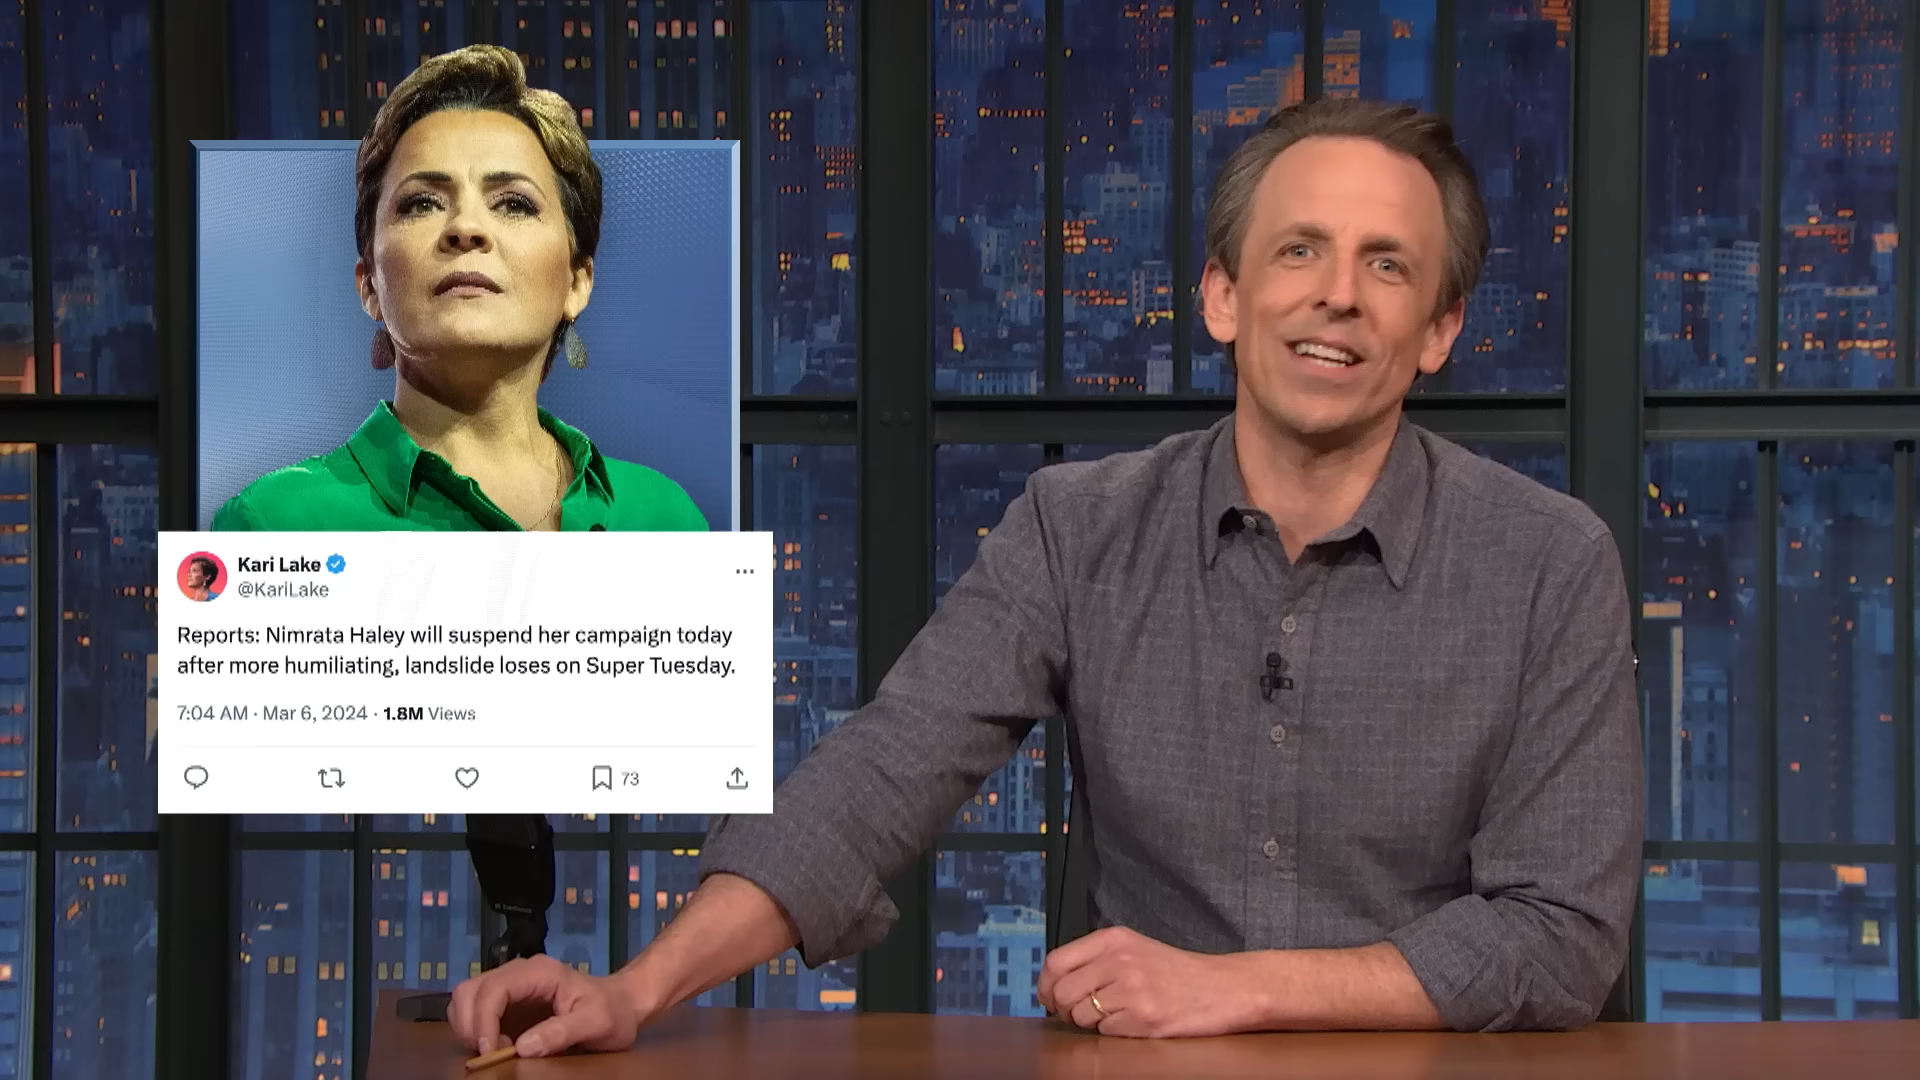 Kari Lake
@KariLake
Reports: Nimrata Haley will suspend her campaign today
after more humiliating, landslide loses on Super Tuesday.
7:04 AM · Mar 6, 2024 · 1.8M Views
73